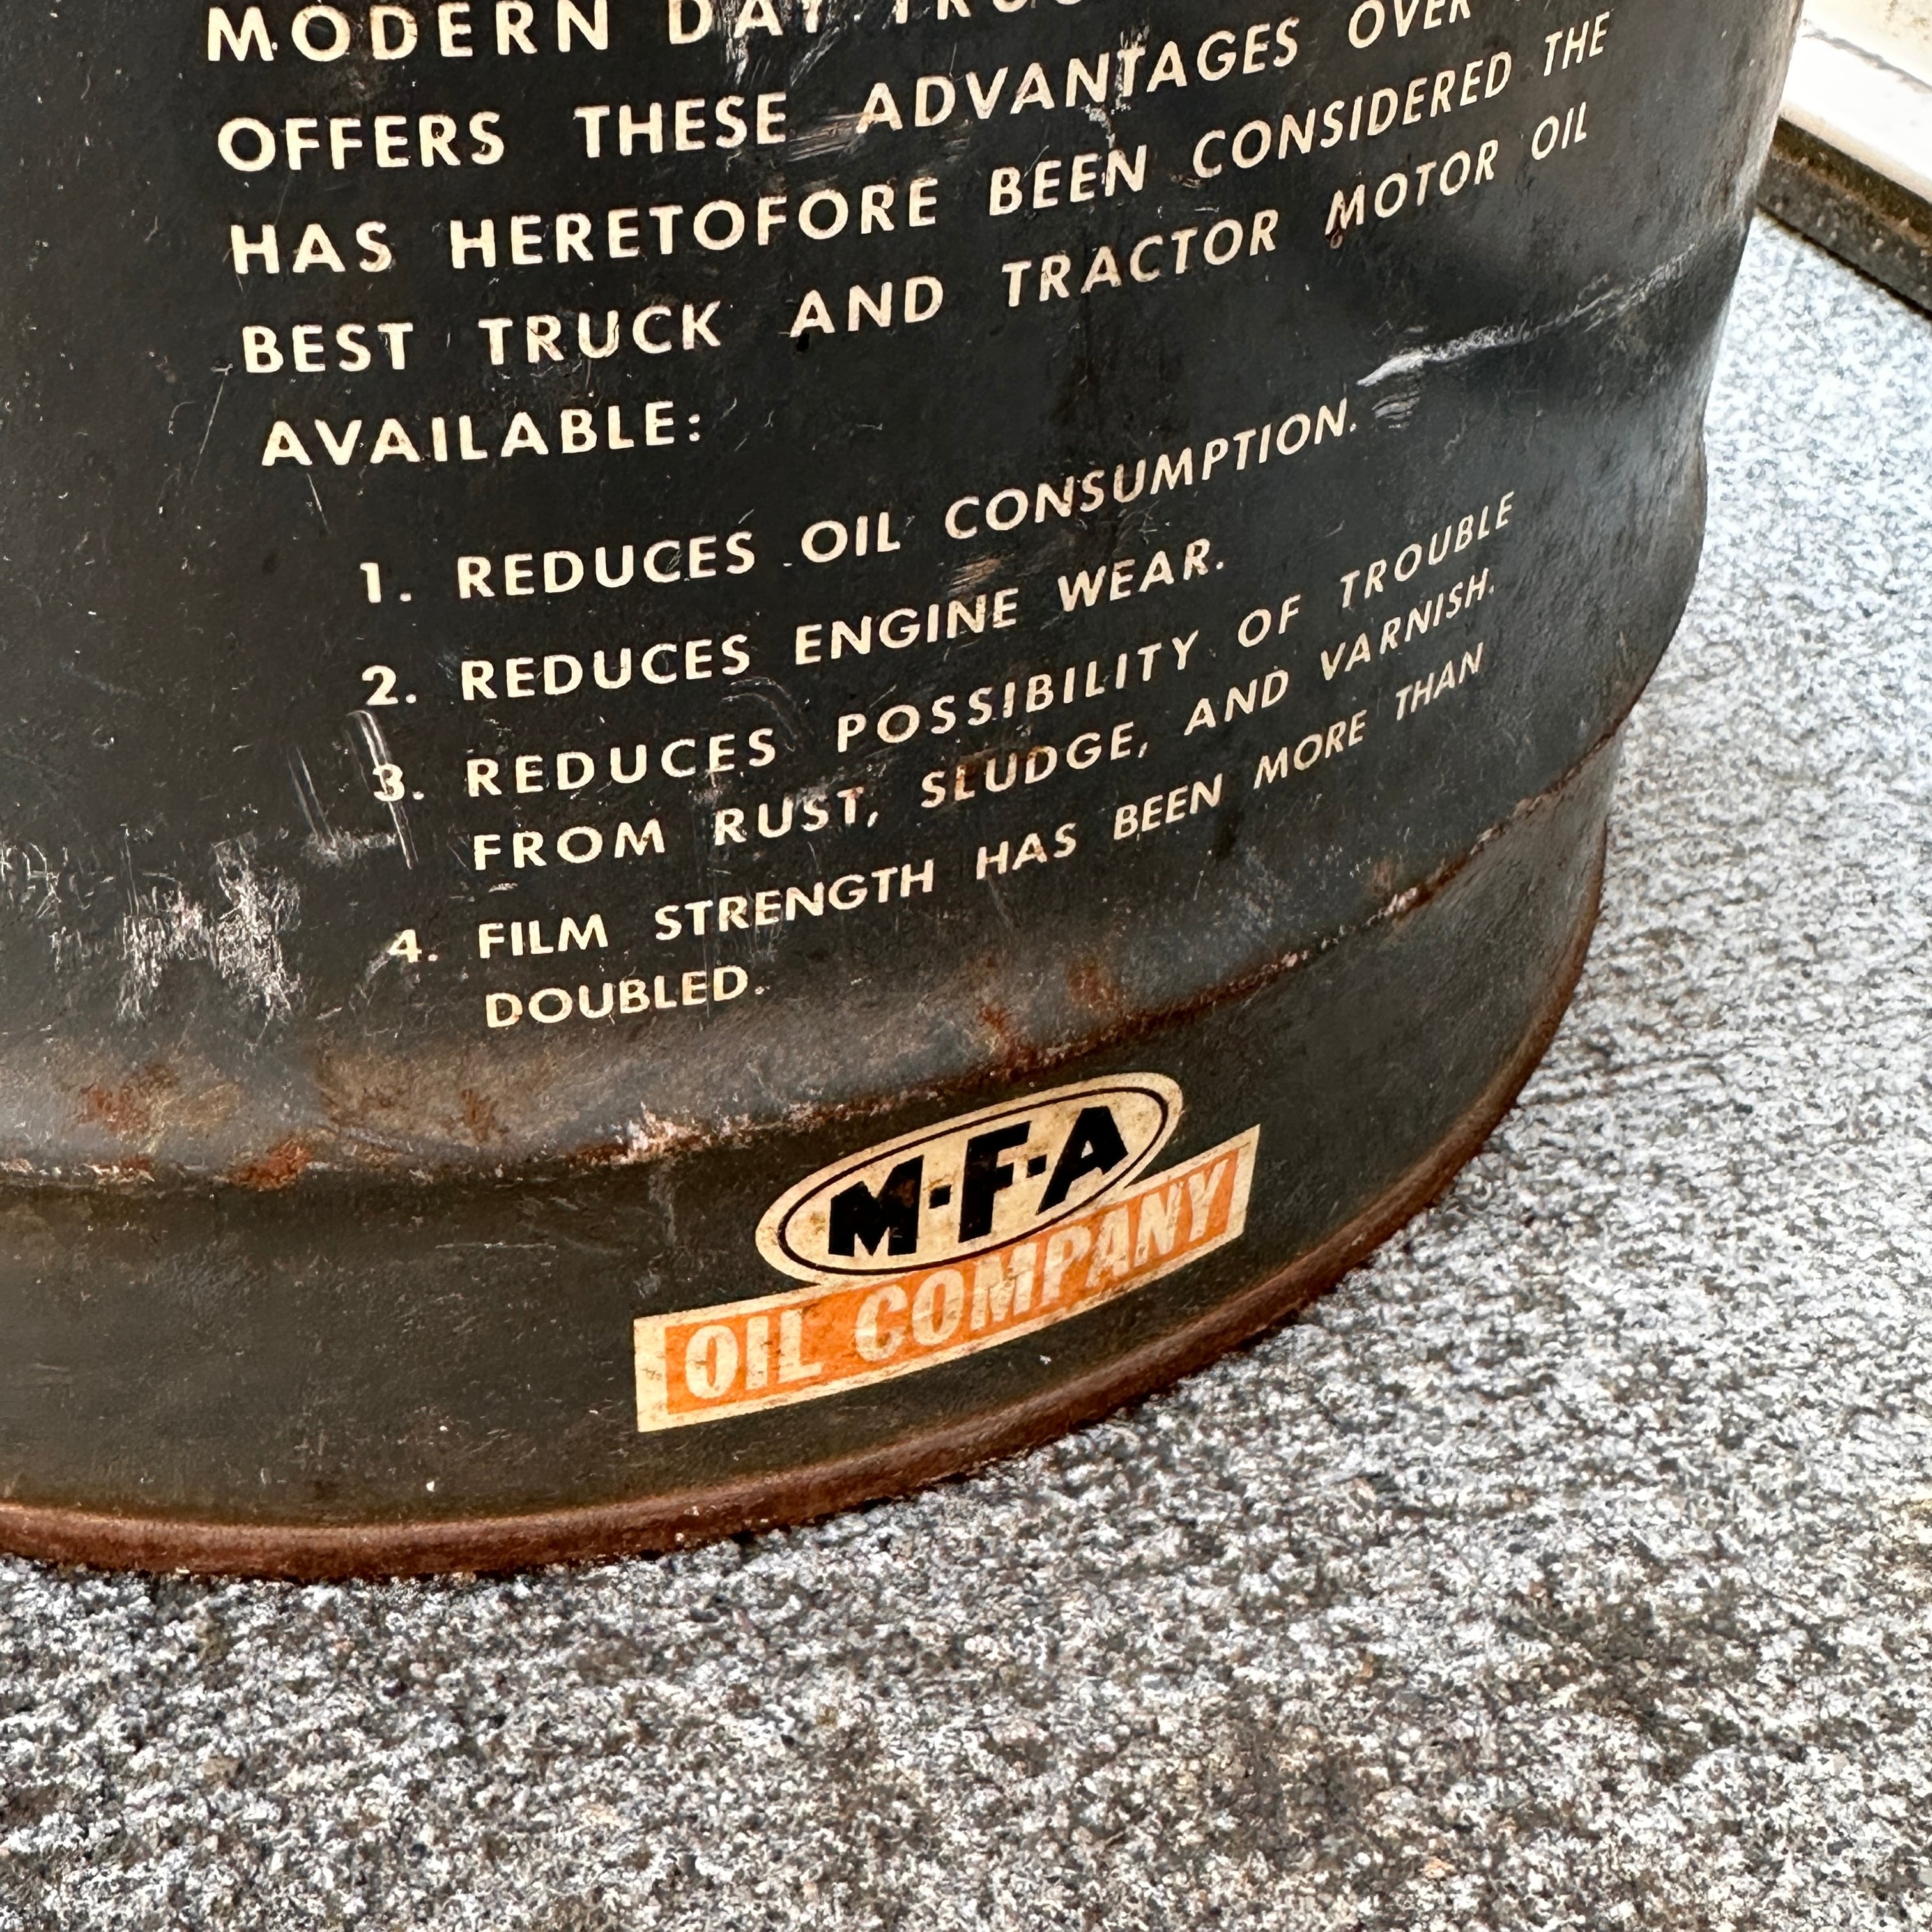 MODERN DAY
OFFERS THESE ADVANTAGES OVER
HAS HERETOFORE BEEN CONSIDERED THE
BEST TRUCK AND TRACTOR MOTOR OIL
AVAILABLE:
1. REDUCES OIL CONSUMPTION.
2. REDUCES ENGINE WEAR.
3. REDUCES POSSIBILITY OF TROUBLE
FROM RUST, SLUDGE, AND VARNISH.
4. FILM STRENGTH HAS BEEN MORE THAN
DOUBLED.
M·F·A
OIL COMPANY